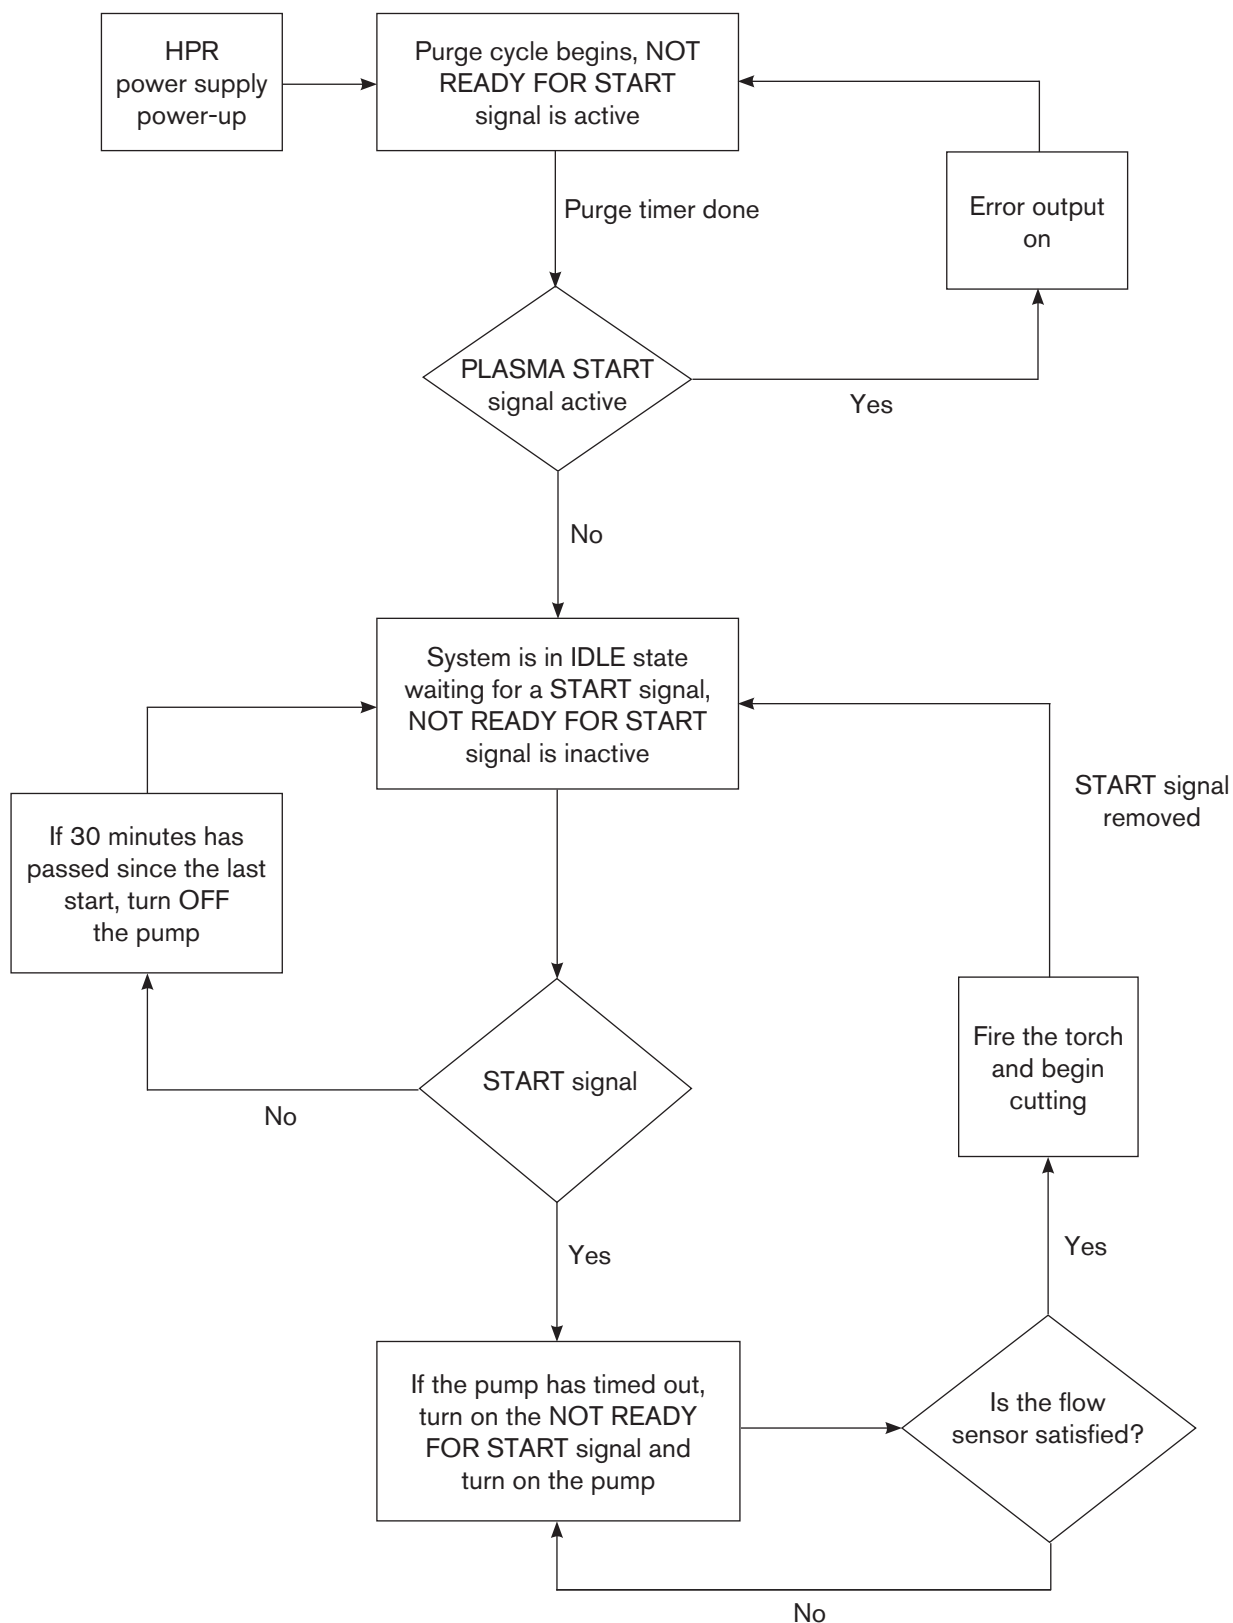 HPR
power supply
power-up
Purge cycle begins, NOT
READY FOR START
signal is active
Error output
on
Purge timer done
PLASMA START
signal active
Yes
No
System is in IDLE state
waiting for a START signal,
NOT READY FOR START
signal is inactive
START signal
removed
If 30 minutes has
passed since the last
start, turn OFF
the pump
START signal
No
Fire the torch
and begin
cutting
Yes
Yes
If the pump has timed out,
turn on the NOT READY
FOR START signal and
turn on the pump
Is the flow
sensor satisfied?
No